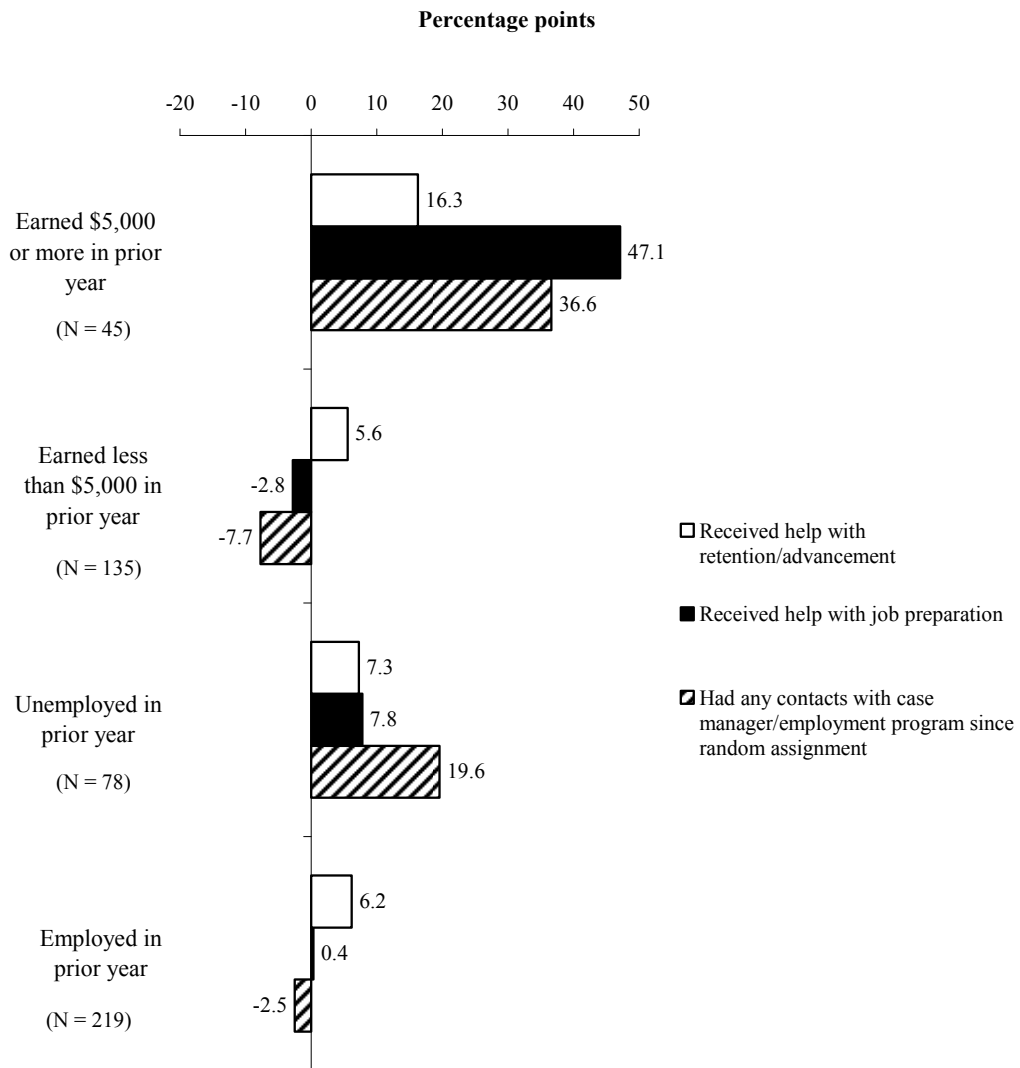 Percentage points
-20 -10 0 10 20 30 40 50
Earned $5,000
or more in prior
year
(N = 45)
16.3
47.1
36.6
Earned less
than $5,000 in
prior year
(N = 135)
5.6
-2.8
-7.7
Unemployed in
prior year
(N = 78)
7.3
7.8
19.6
Employed in
prior year
(N = 219)
6.2
0.4
-2.5
Received help with
retention/advancement
Received help with job preparation
Had any contacts with case
manager/employment program since
random assignment